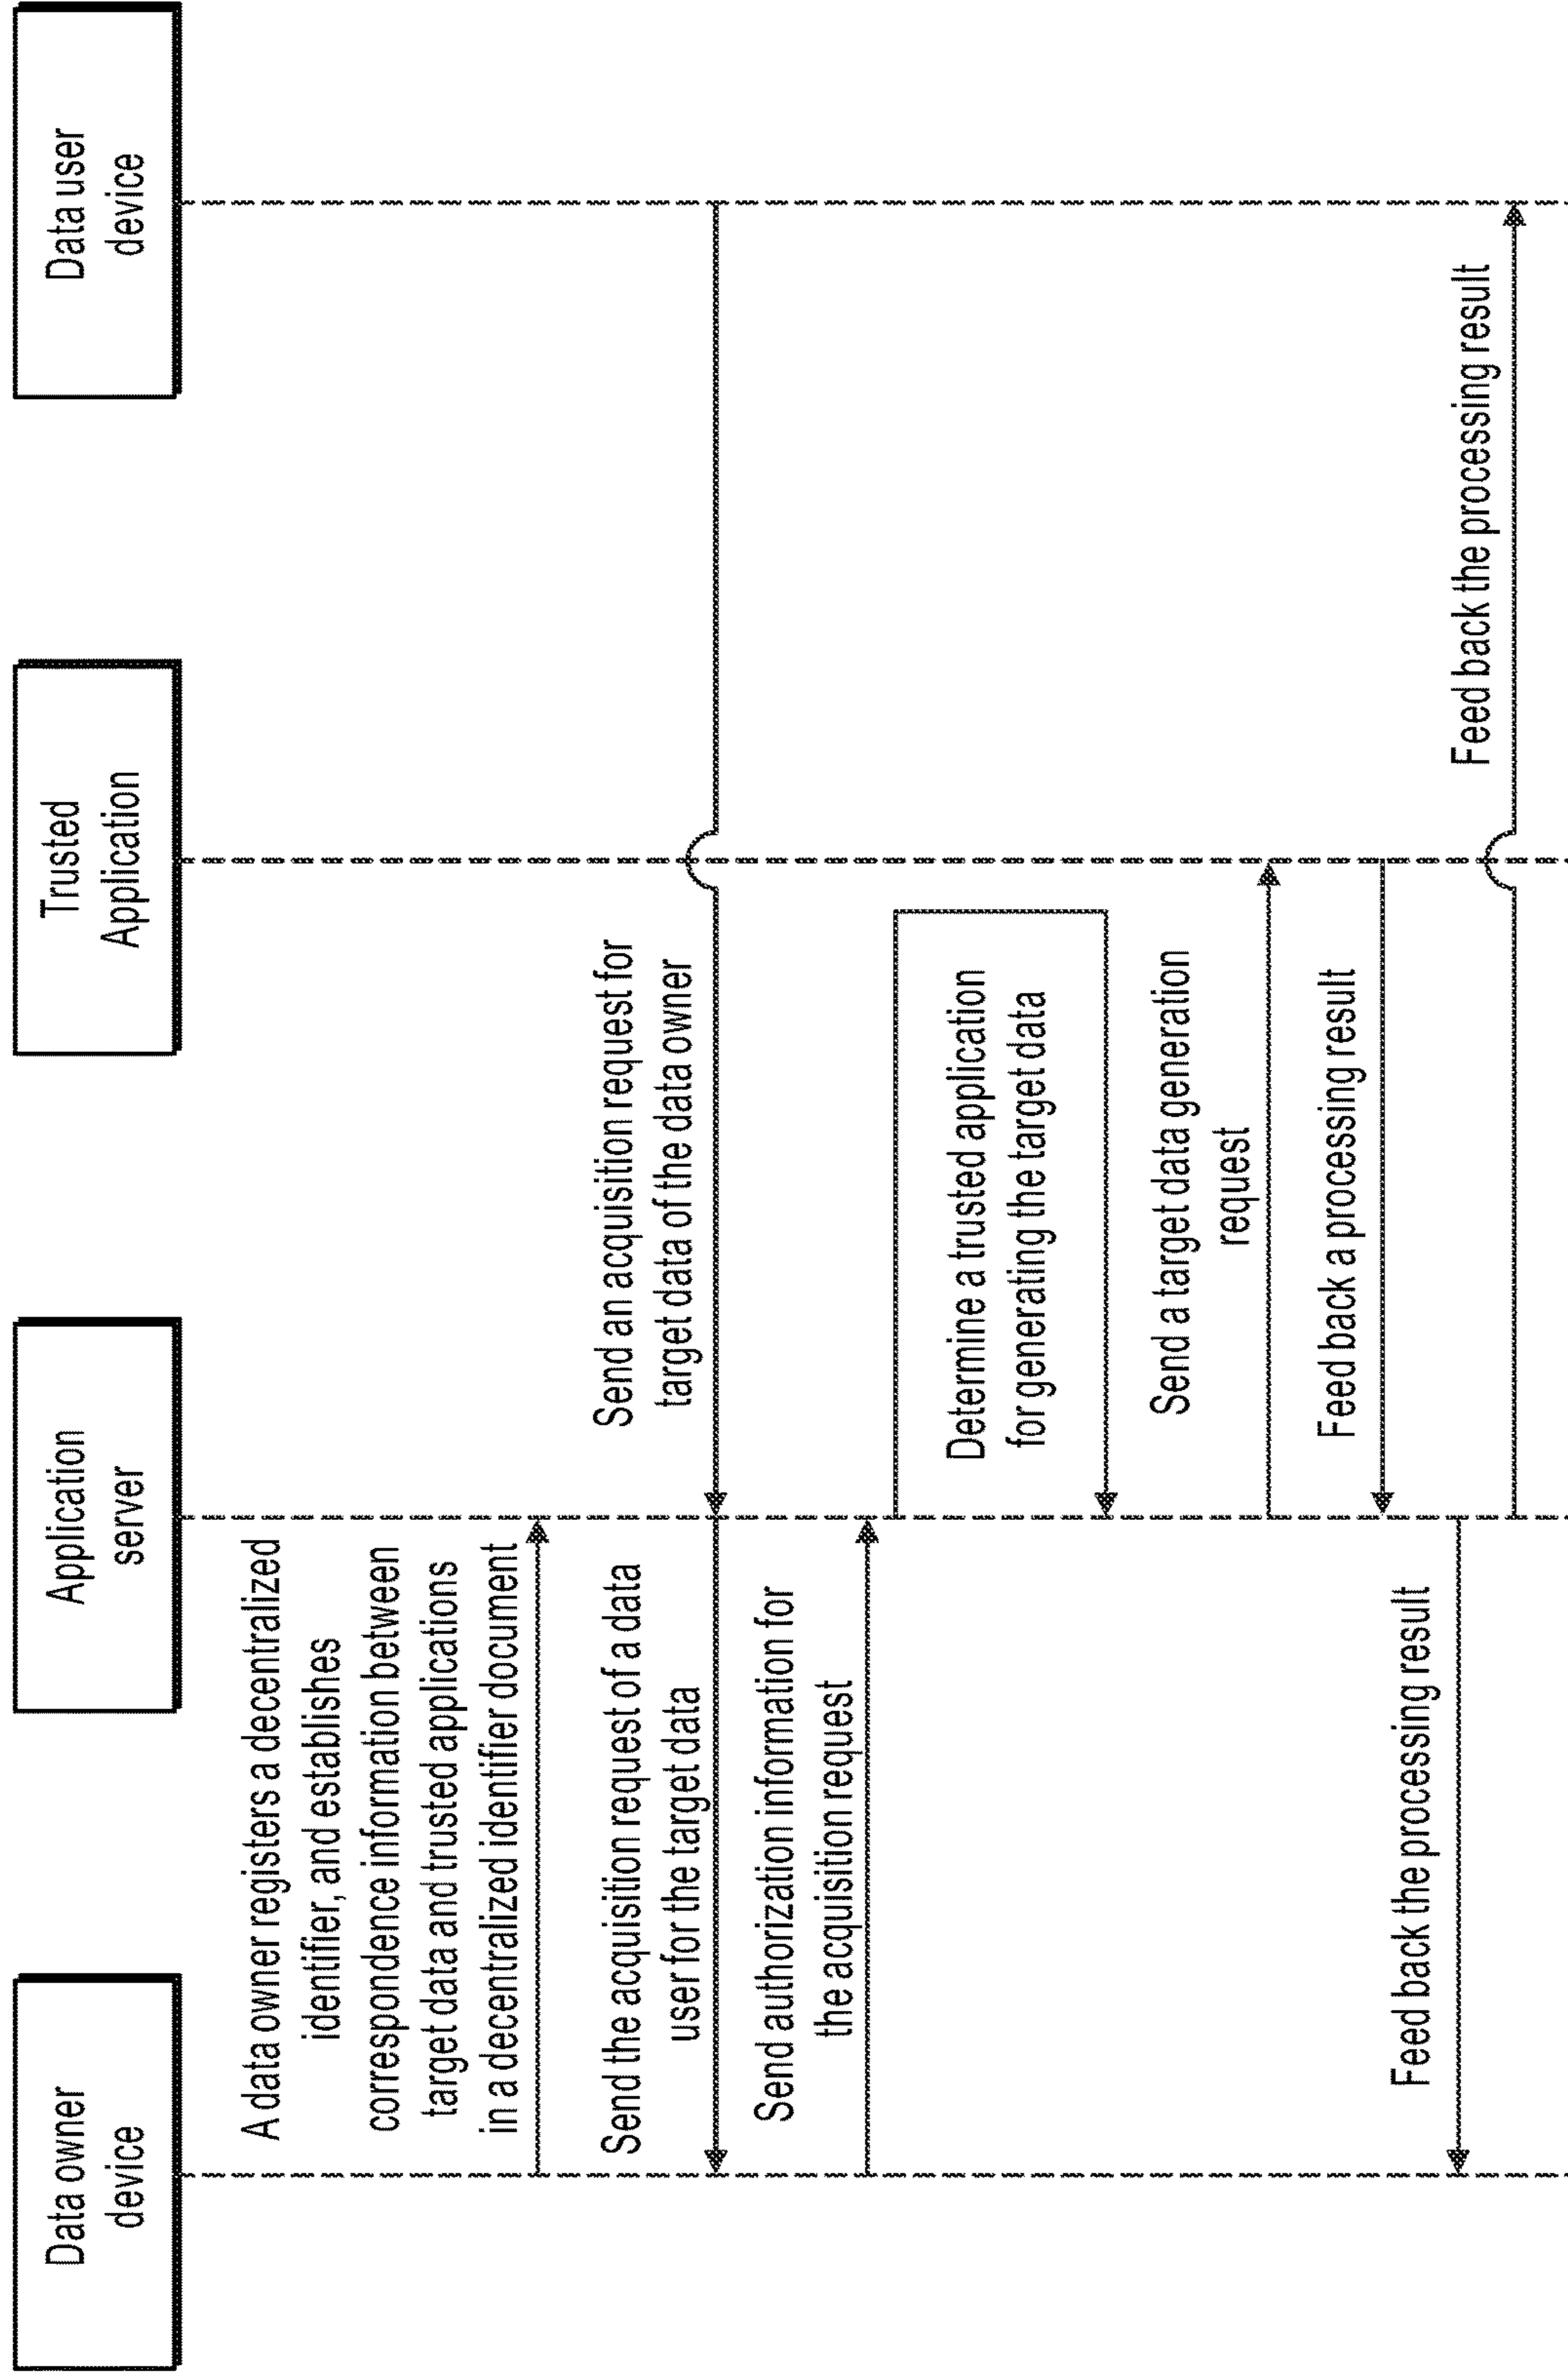 Data owner
device
Application
server
Trusted
Application
Data user
device
A data owner registers a decentralized
identifier, and establishes
correspondence information between
target data and trusted applications
in a decentralized identifier document
Send an acquisition request for
target data of the data owner
Send the acquisition request of a data
user for the target data
Send authorization information for
the acquisition request
Determine a trusted application
for generating the target data
Send a target data generation
request
Feed back a processing result
Feed back the processing result
Feed back the processing result